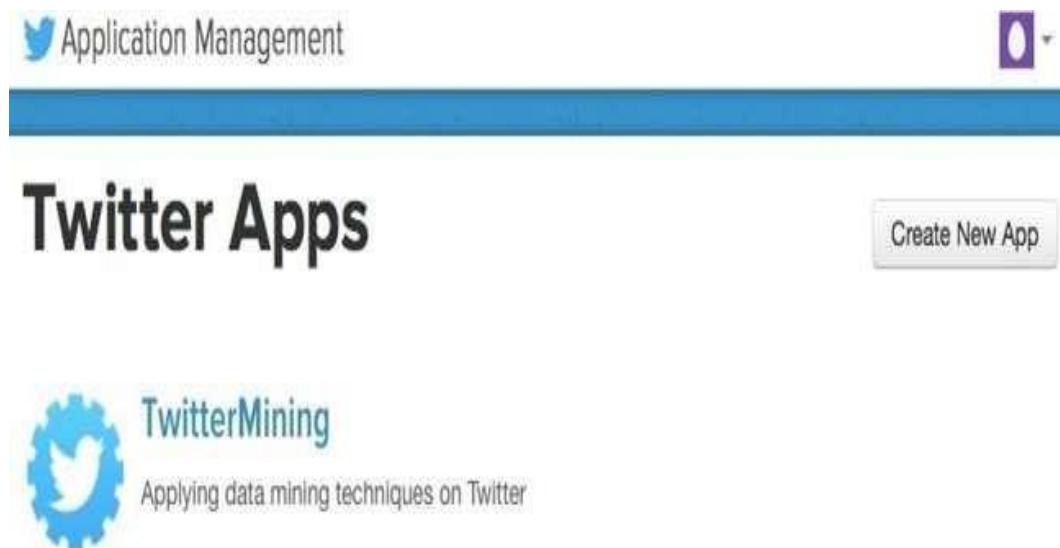 Application Management
Twitter Apps
Create New App
TwitterMining
Applying data mining techniques on Twitter